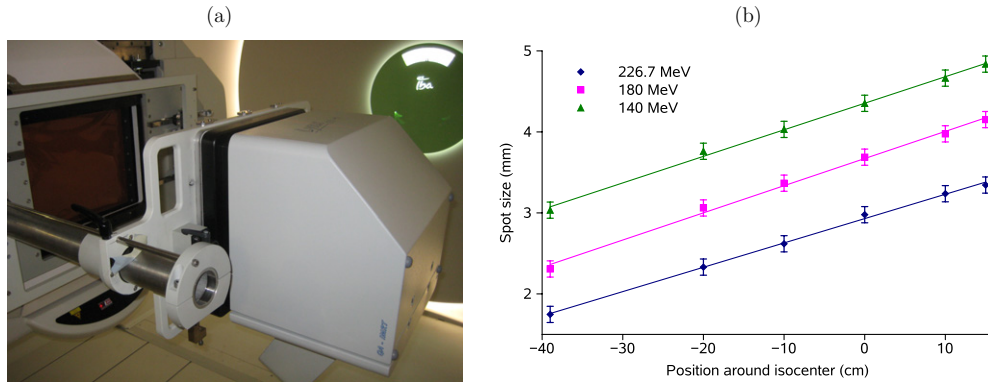 (a)
(b)
iba
5
226.7 MeV
180 MeV
140 MeV
4
3
2
Spot size (mm)
−40
−30
−20
−10
0
10
Position around isocenter (cm)